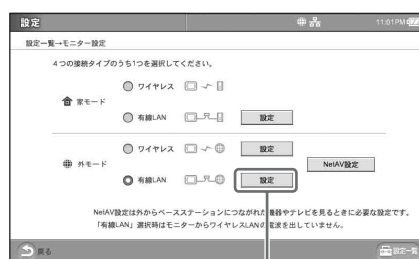 設定
11:01PM
設定一覧→モニター設定
4つの接続タイプのうち1つを選択してください。
家モード
ワイヤレス
有線LAN
設定
外モード
ワイヤレス
設定
NetAV設定
有線LAN
設定
NetAV設定は外からベースステーションにつながれた機器やテレビを見るときに必要な設定です。
「有線LAN」選択時はモニターからワイヤレスLANの電波を出していません。
戻る
設定一覧